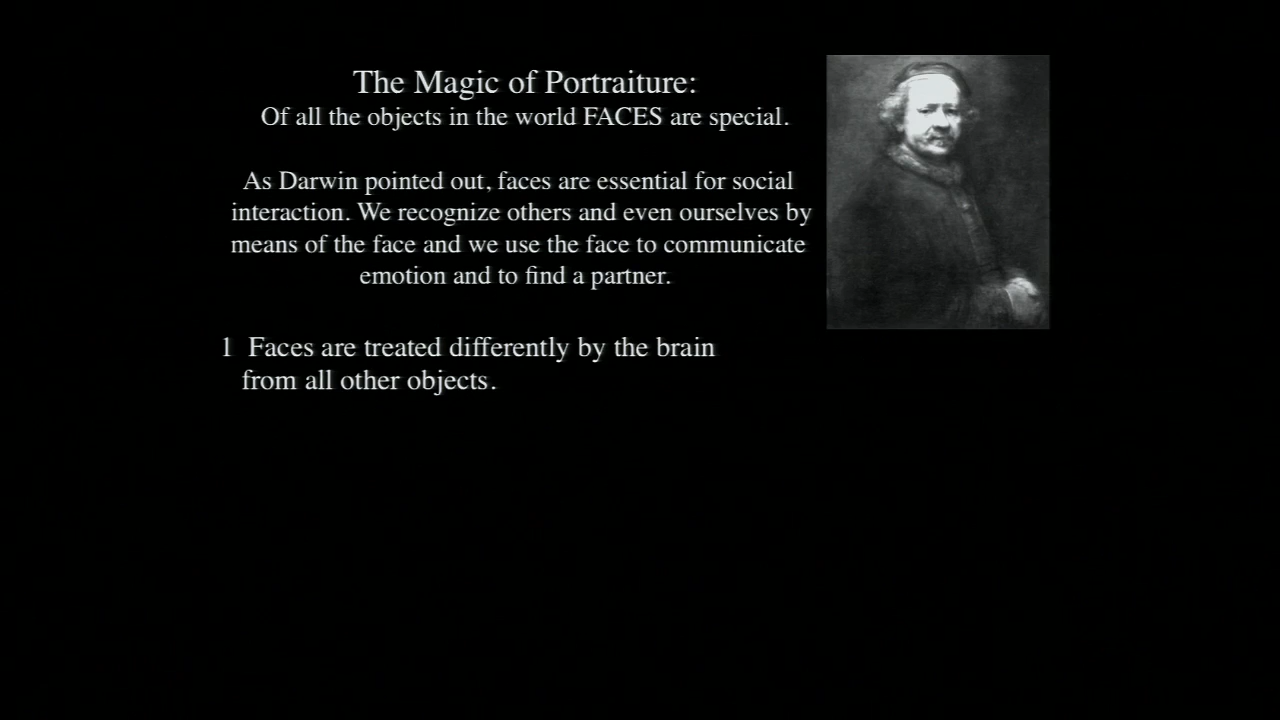 The Magic of Portraiture:
Of all the objects in the world FACES are special.
As Darwin pointed out, faces are essential for social
interaction. We recognize others and even ourselves by
means of the face and we use the face to communicate
emotion and to find a partner.
1 Faces are treated differently by the brain
from all other objects.